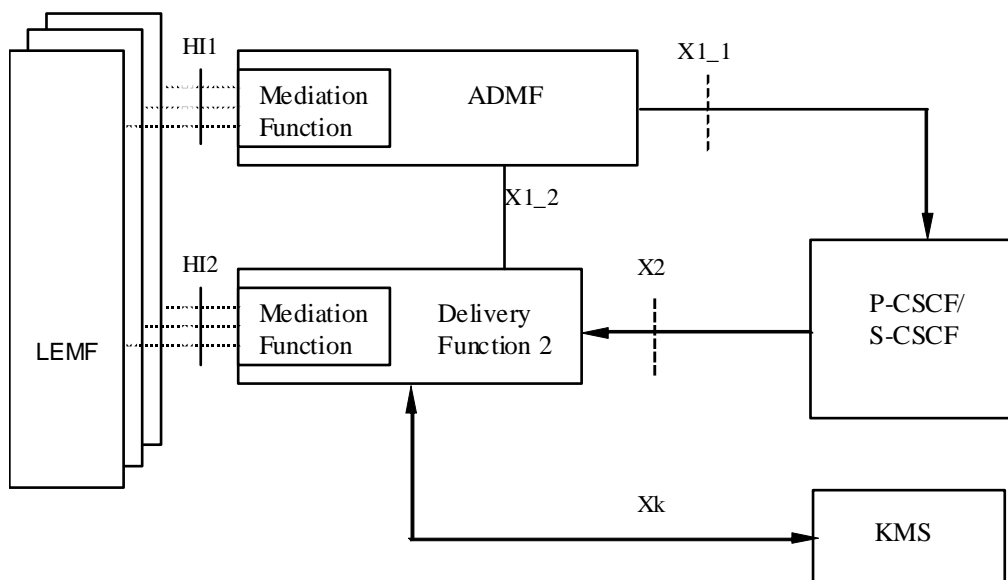 HI1
X1_1
Mediation
Function
ADMF
X1_2
HI2
X2
Mediation
Function
Delivery
Function 2
P-CSCF/
S-CSCF
LEMF
Xk
KMS